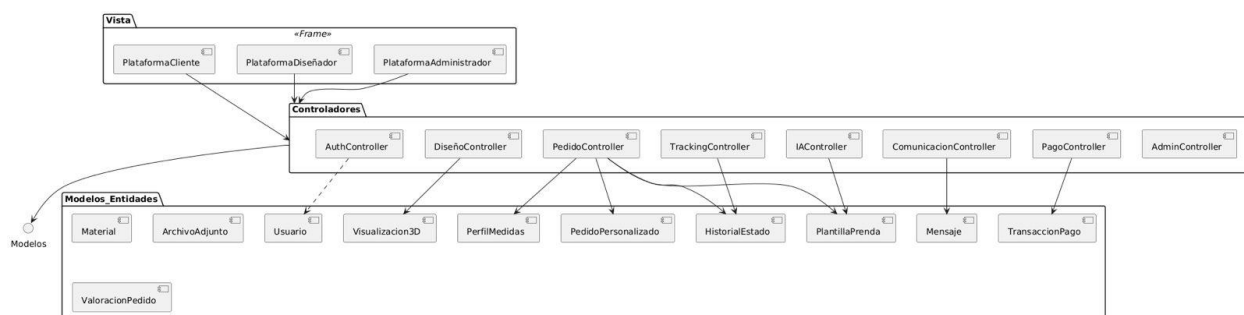 Vista
«Frame»
PlataformaCliente
PlataformaDiseñador
PlataformaAdministrador
Controladores
AuthController
DiseñoController
PedidoController
TrackingController
IAController
ComunicacionController
PagoController
AdminController
Modelos
Modelos_Entidades
Material
ArchivoAdjunto
Usuario
Visualizacion3D
PerfilMedidas
PedidoPersonalizado
HistorialEstado
PlantillaPrenda
Mensaje
TransaccionPago
ValoracionPedido